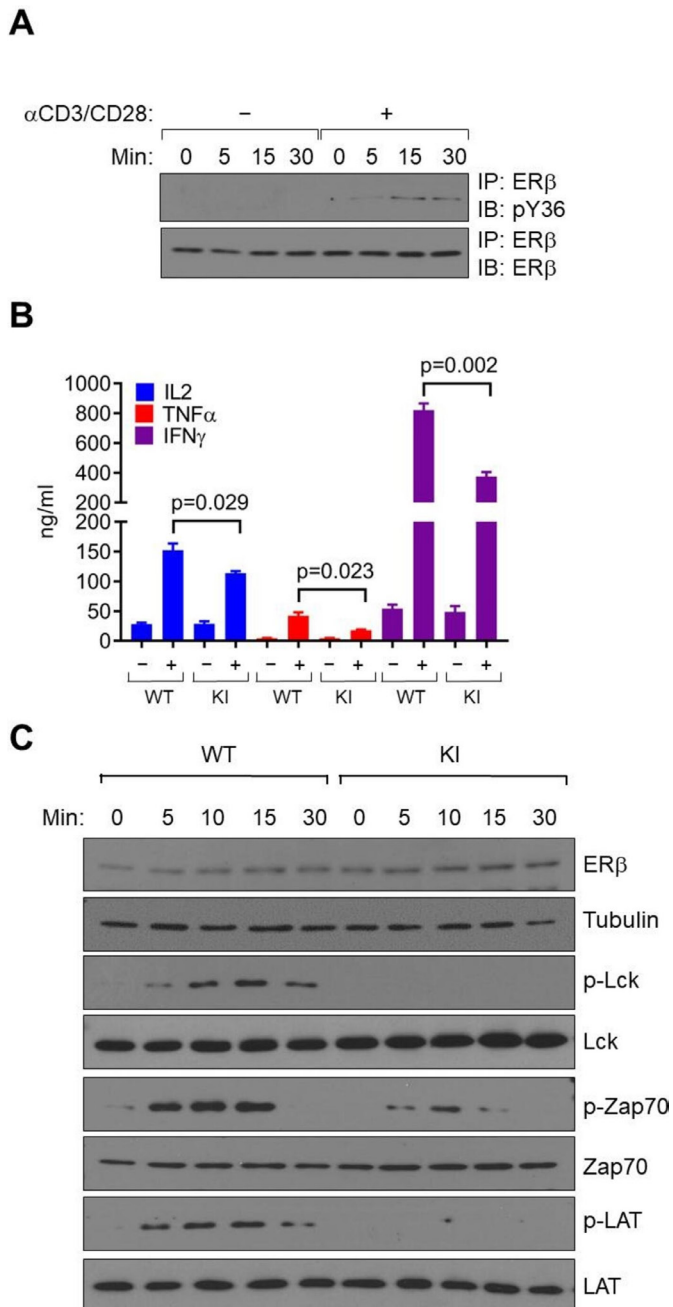 A
αCD3/CD28: – +
Min: 0 5 15 30 0 5 15 30
IP: ERβ
IB: pY36
IP: ERβ
IB: ERβ
B
IL2
TNFα
IFNγ
p=0.029
p=0.023
p=0.002
ng/ml
1000
800
600
400
200
200
150
100
50
0
– + – + – + – + – + – +
WT KI WT KI WT KI
C
WT KI
Min: 0 5 10 15 30 0 5 10 15 30
ERβ
Tubulin
p-Lck
Lck
p-Zap70
Zap70
p-LAT
LAT